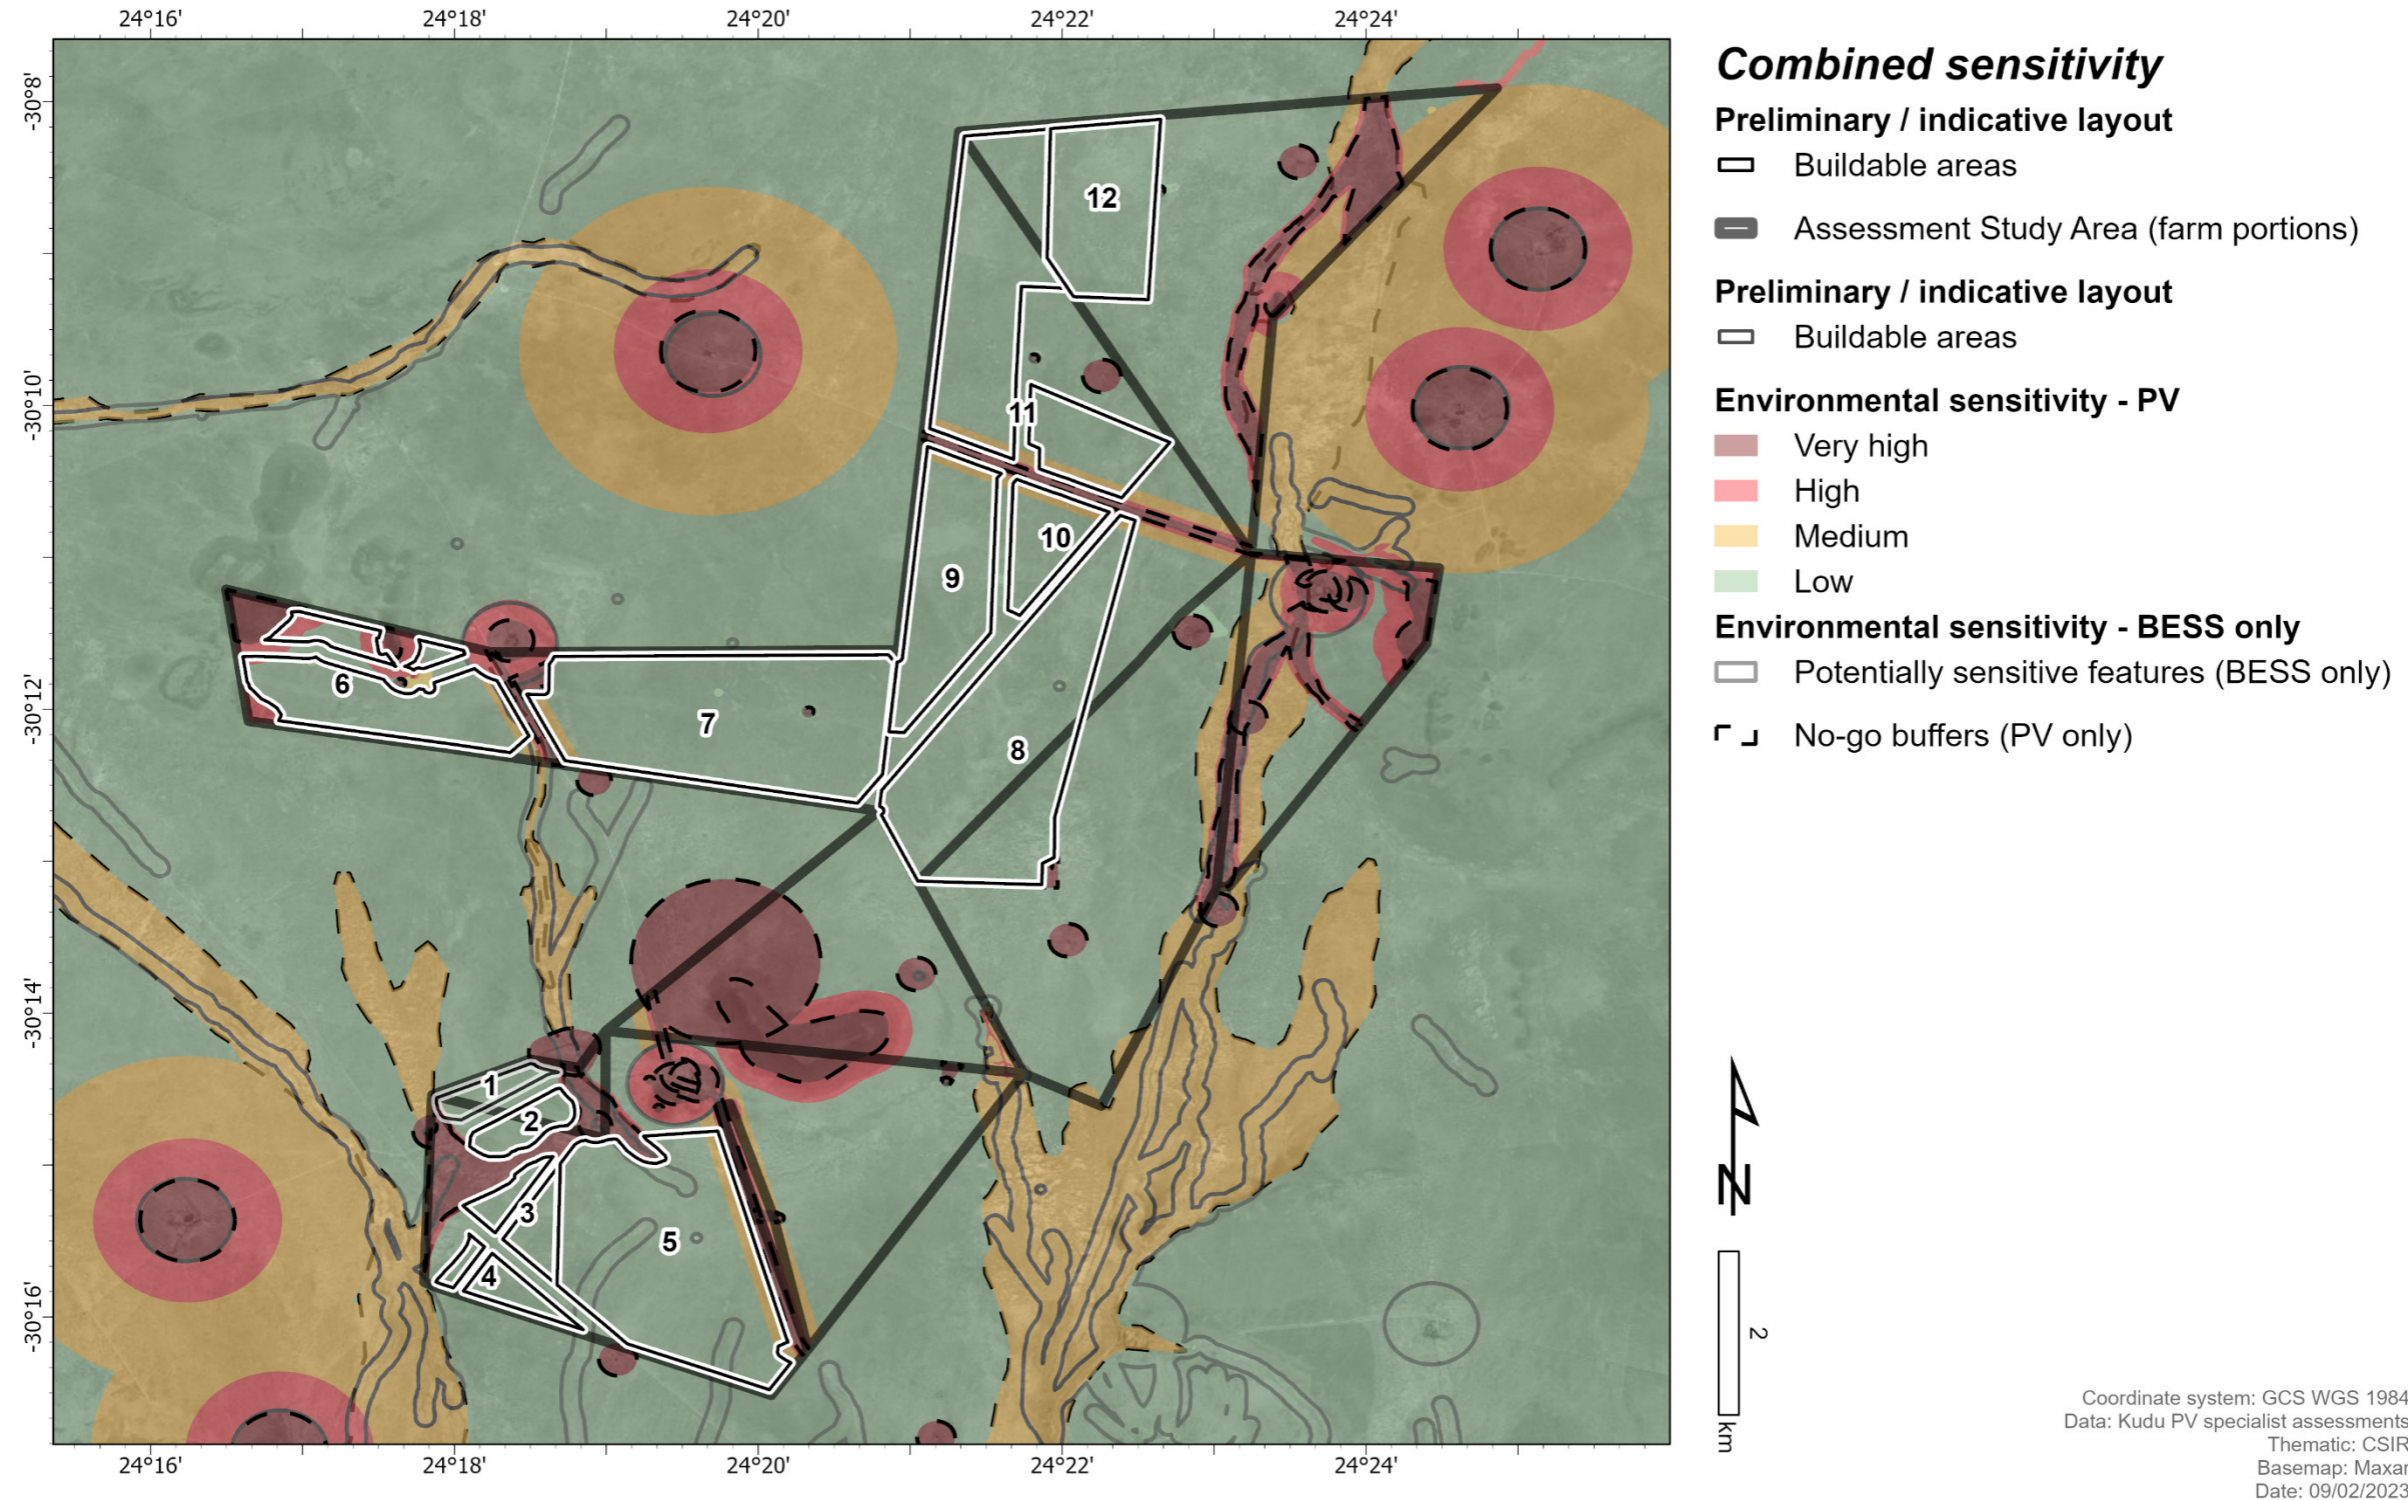 24°16' 24°18' 24°20' 24°22' 24°24'
-30°8'
-30°10'
-30°12'
-30°14'
-30°16'
12
11
10
9
8
7
6
1
2
3
4
5
24°16' 24°18' 24°20' 24°22' 24°24'
Combined sensitivity
Preliminary / indicative layout
Buildable areas
Assessment Study Area (farm portions)
Preliminary / indicative layout
Buildable areas
Environmental sensitivity - PV
Very high
High
Medium
Low
Environmental sensitivity - BESS only
Potentially sensitive features (BESS only)
No-go buffers (PV only)
N
2
km
Coordinate system: GCS WGS 1984
Data: Kudu PV specialist assessments
Thematic: CSIR
Basemap: Maxar
Date: 09/02/2023